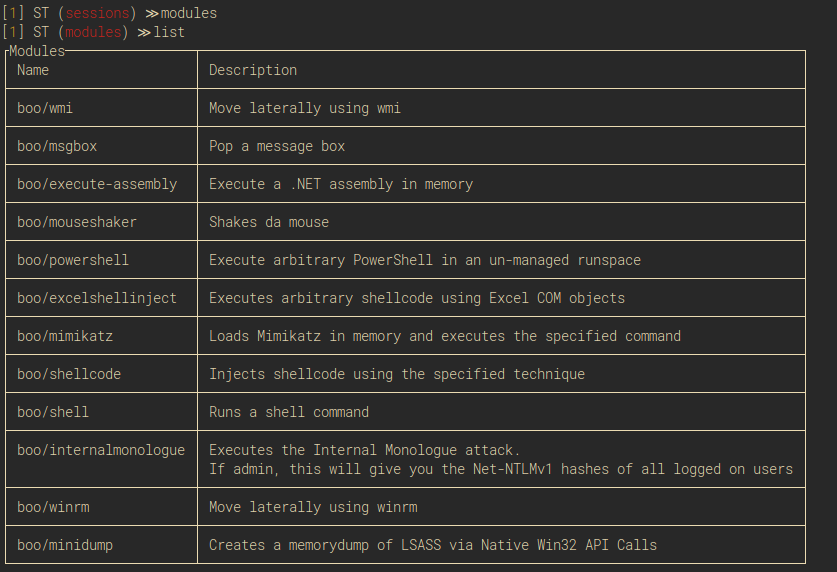 [1] ST (sessions) ≫modules
[1] ST (modules) ≫list
Modules
Name Description
boo/wmi Move laterally using wmi
boo/msgbox Pop a message box
boo/execute-assembly Execute a .NET assembly in memory
boo/mouseshaker Shakes da mouse
boo/powershell Execute arbitrary PowerShell in an un-managed runspace
boo/excelshellinject Executes arbitrary shellcode using Excel COM objects
boo/mimikatz Loads Mimikatz in memory and executes the specified command
boo/shellcode Injects shellcode using the specified technique
boo/shell Runs a shell command
boo/internalmonologue Executes the Internal Monologue attack.
If admin, this will give you the Net-NTLMv1 hashes of all logged on users
boo/winrm Move laterally using winrm
boo/minidump Creates a memorydump of LSASS via Native Win32 API Calls